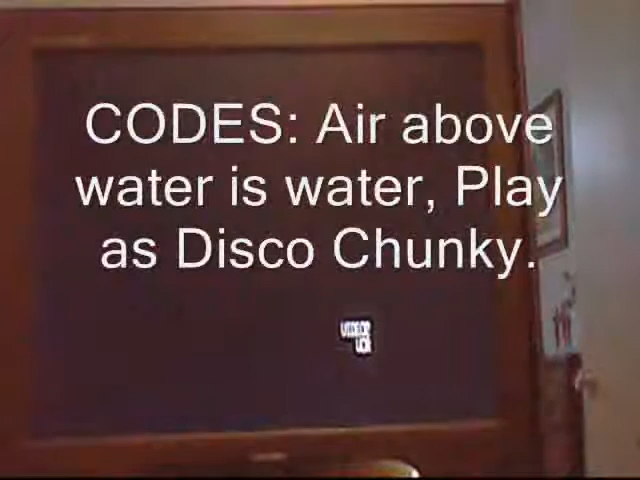 CODES: Air above
water is water, Play
as Disco Chunky.